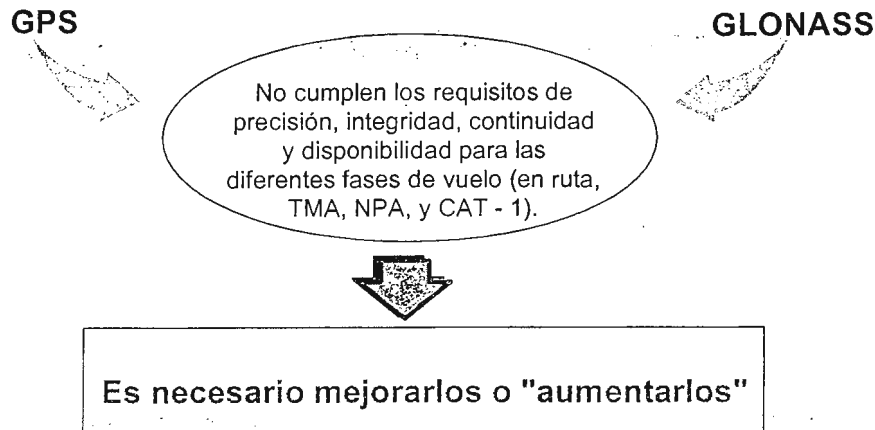 GPS
GLONASS
No cumplen los requisitos de
precisión, integridad, continuidad
y disponibilidad para las
diferentes fases de vuelo (en ruta,
TMA, NPA, y CAT - 1).
Es necesario mejorarlos o "aumentarlos"